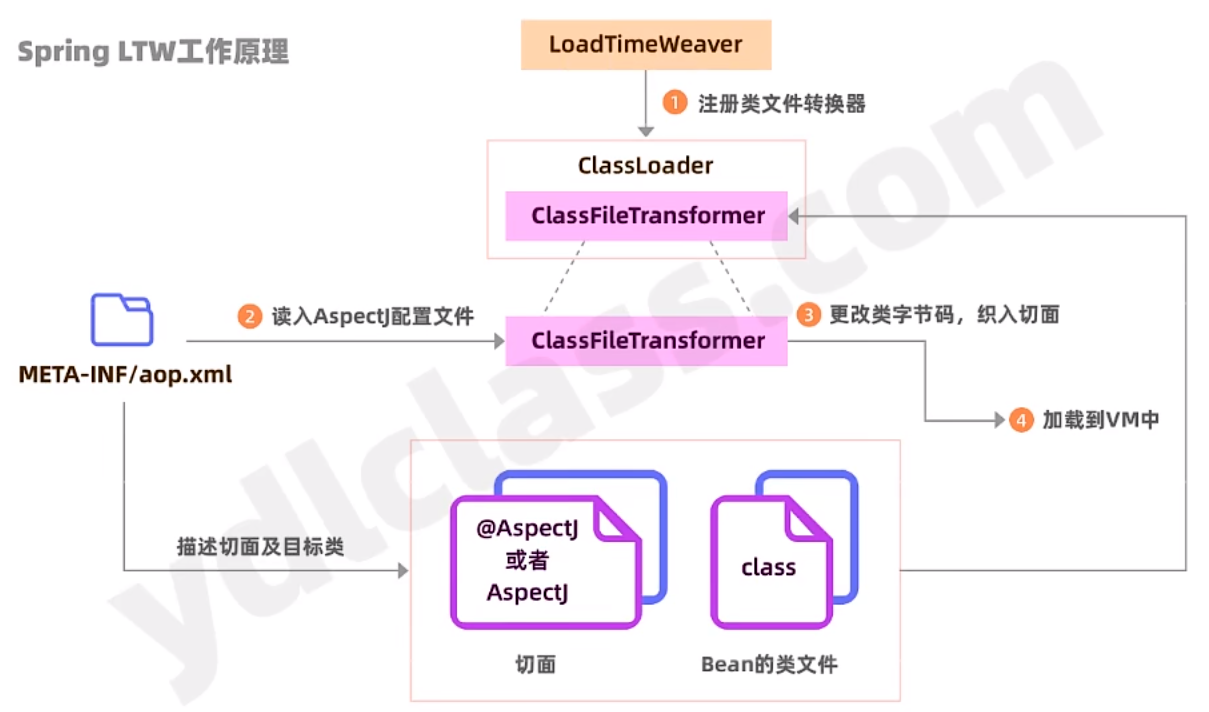 Spring LTW工作原理
LoadTimeWeaver
1 注册类文件转换器
ClassLoader
ClassFileTransformer
2 读入AspectJ配置文件
ClassFileTransformer
3 更改类字节码，织入切面
META-INF/aop.xml
4 加载到VM中
描述切面及目标类
@AspectJ
或者
AspectJ
class
切面
Bean的类文件
ydlclass.com